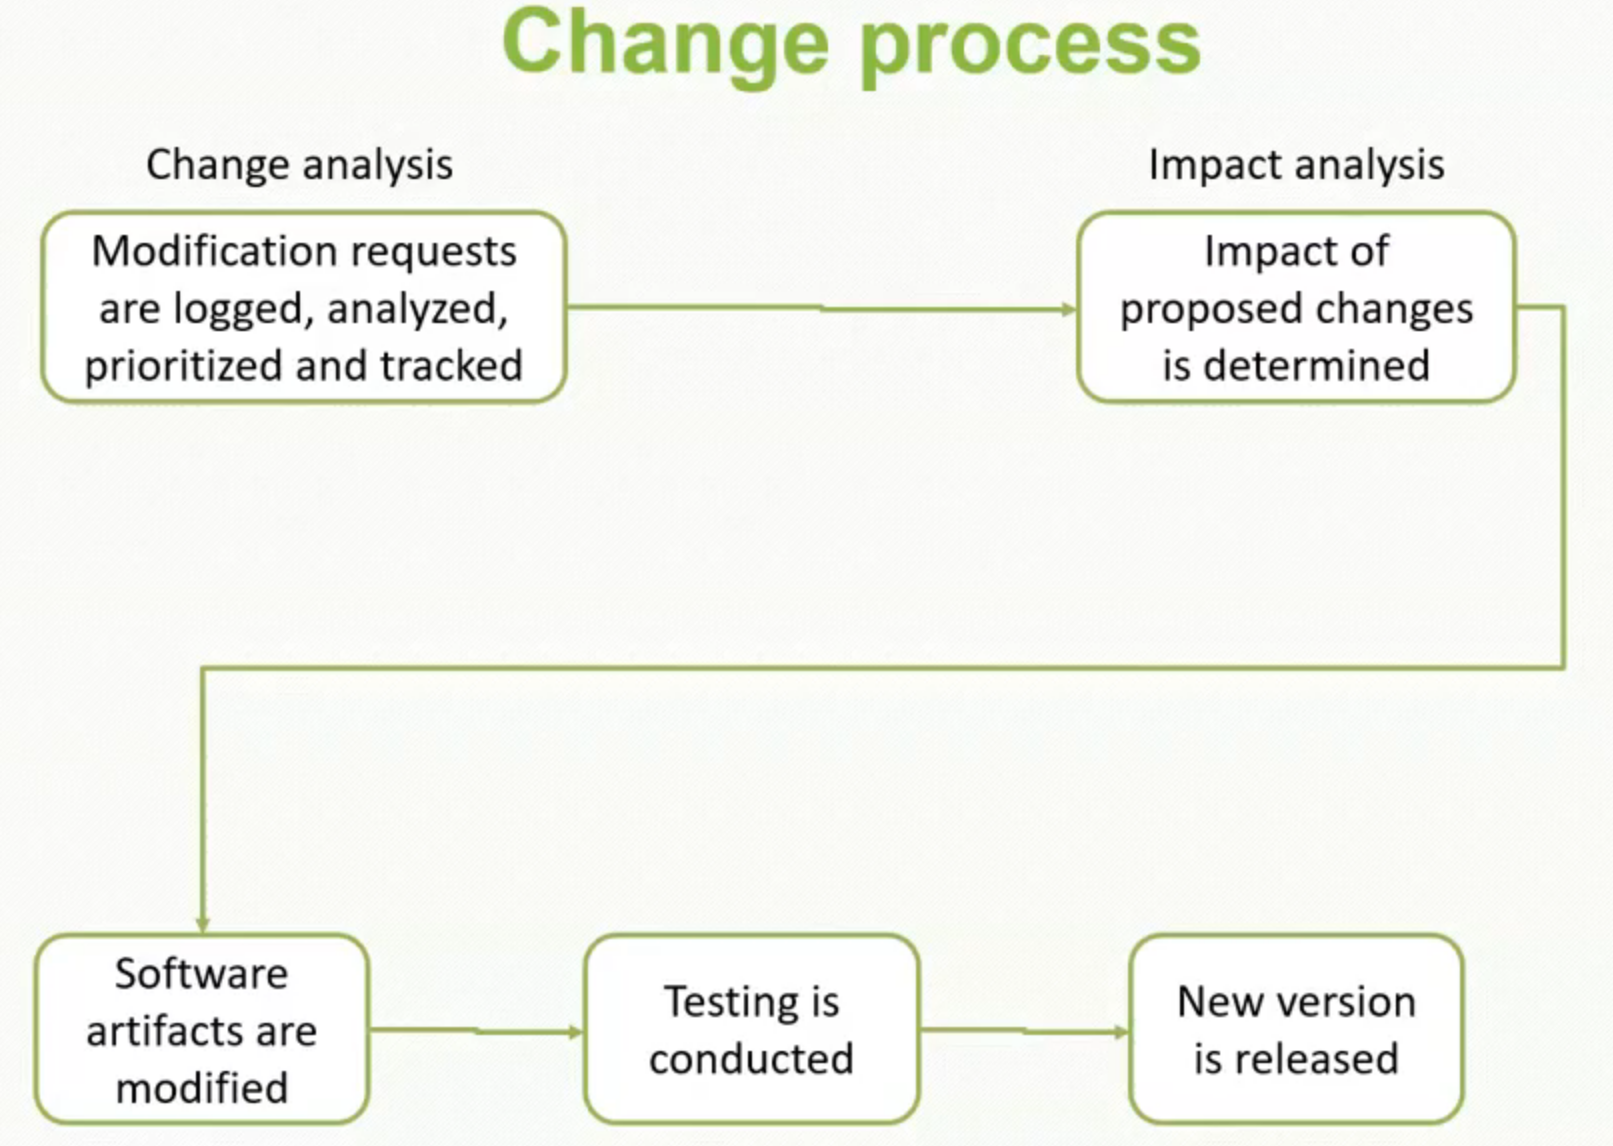 Change process
Change analysis
Modification requests
are logged, analyzed,
prioritized and tracked
Impact analysis
Impact of
proposed changes
is determined
Software
artifacts are
modified
Testing is
conducted
New version
is released